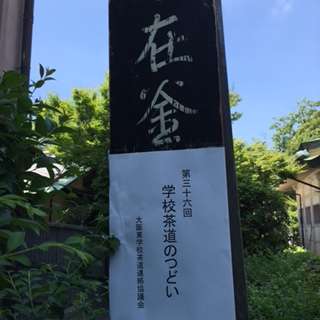 在釜
第三十六回
学校茶道のつどい
大阪府学校茶道連絡協議会